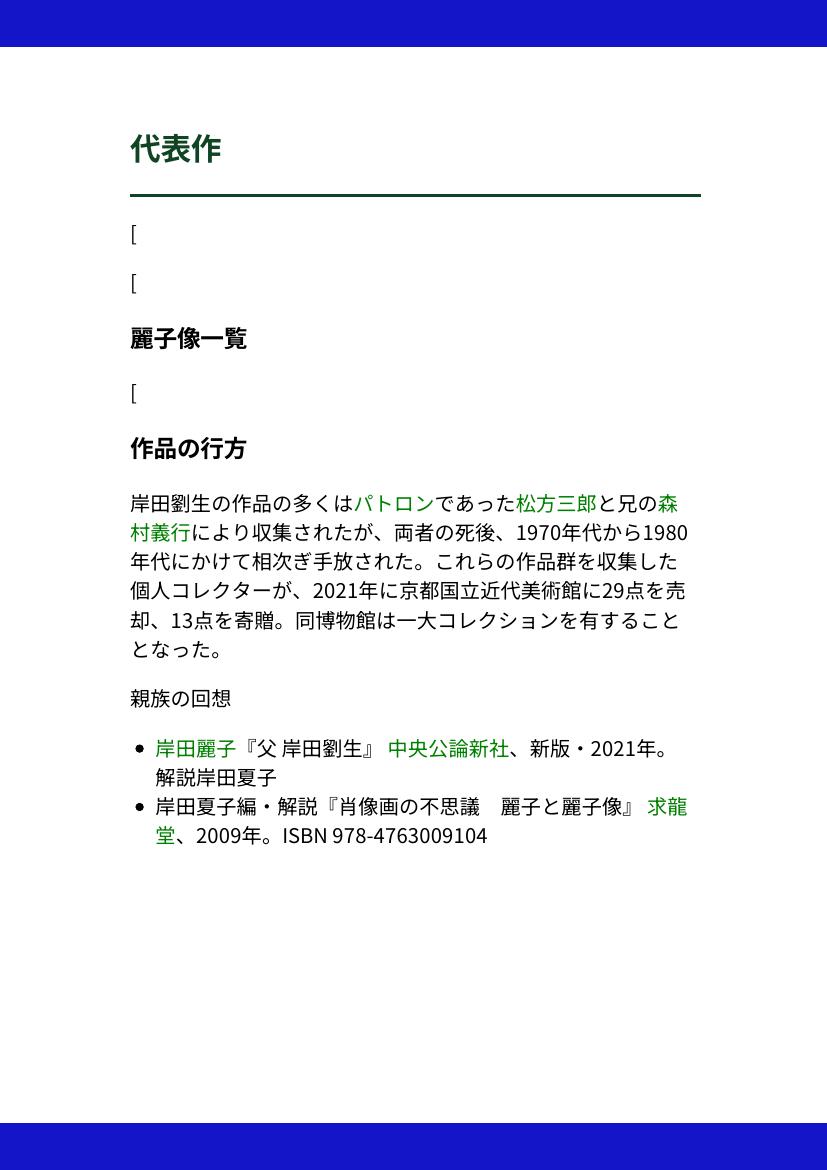 代表作
[
[
麗子像一覧
[
作品の行方
岸田劉生の作品の多くはパトロンであった松方三郎と兄の森
村義行により収集されたが、両者の死後、1970年代から1980
年代にかけて相次ぎ手放された。これらの作品群を収集した
個人コレクターが、2021年に京都国立近代美術館に29点を売
却、13点を寄贈。同博物館は一大コレクションを有すること
となった。
親族の回想
• 岸田麗子『父 岸田劉生』 中央公論新社、新版・2021年。
解説岸田夏子
• 岸田夏子編・解説『肖像画の不思議　麗子と麗子像』 求龍
堂、2009年。ISBN 978-4763009104